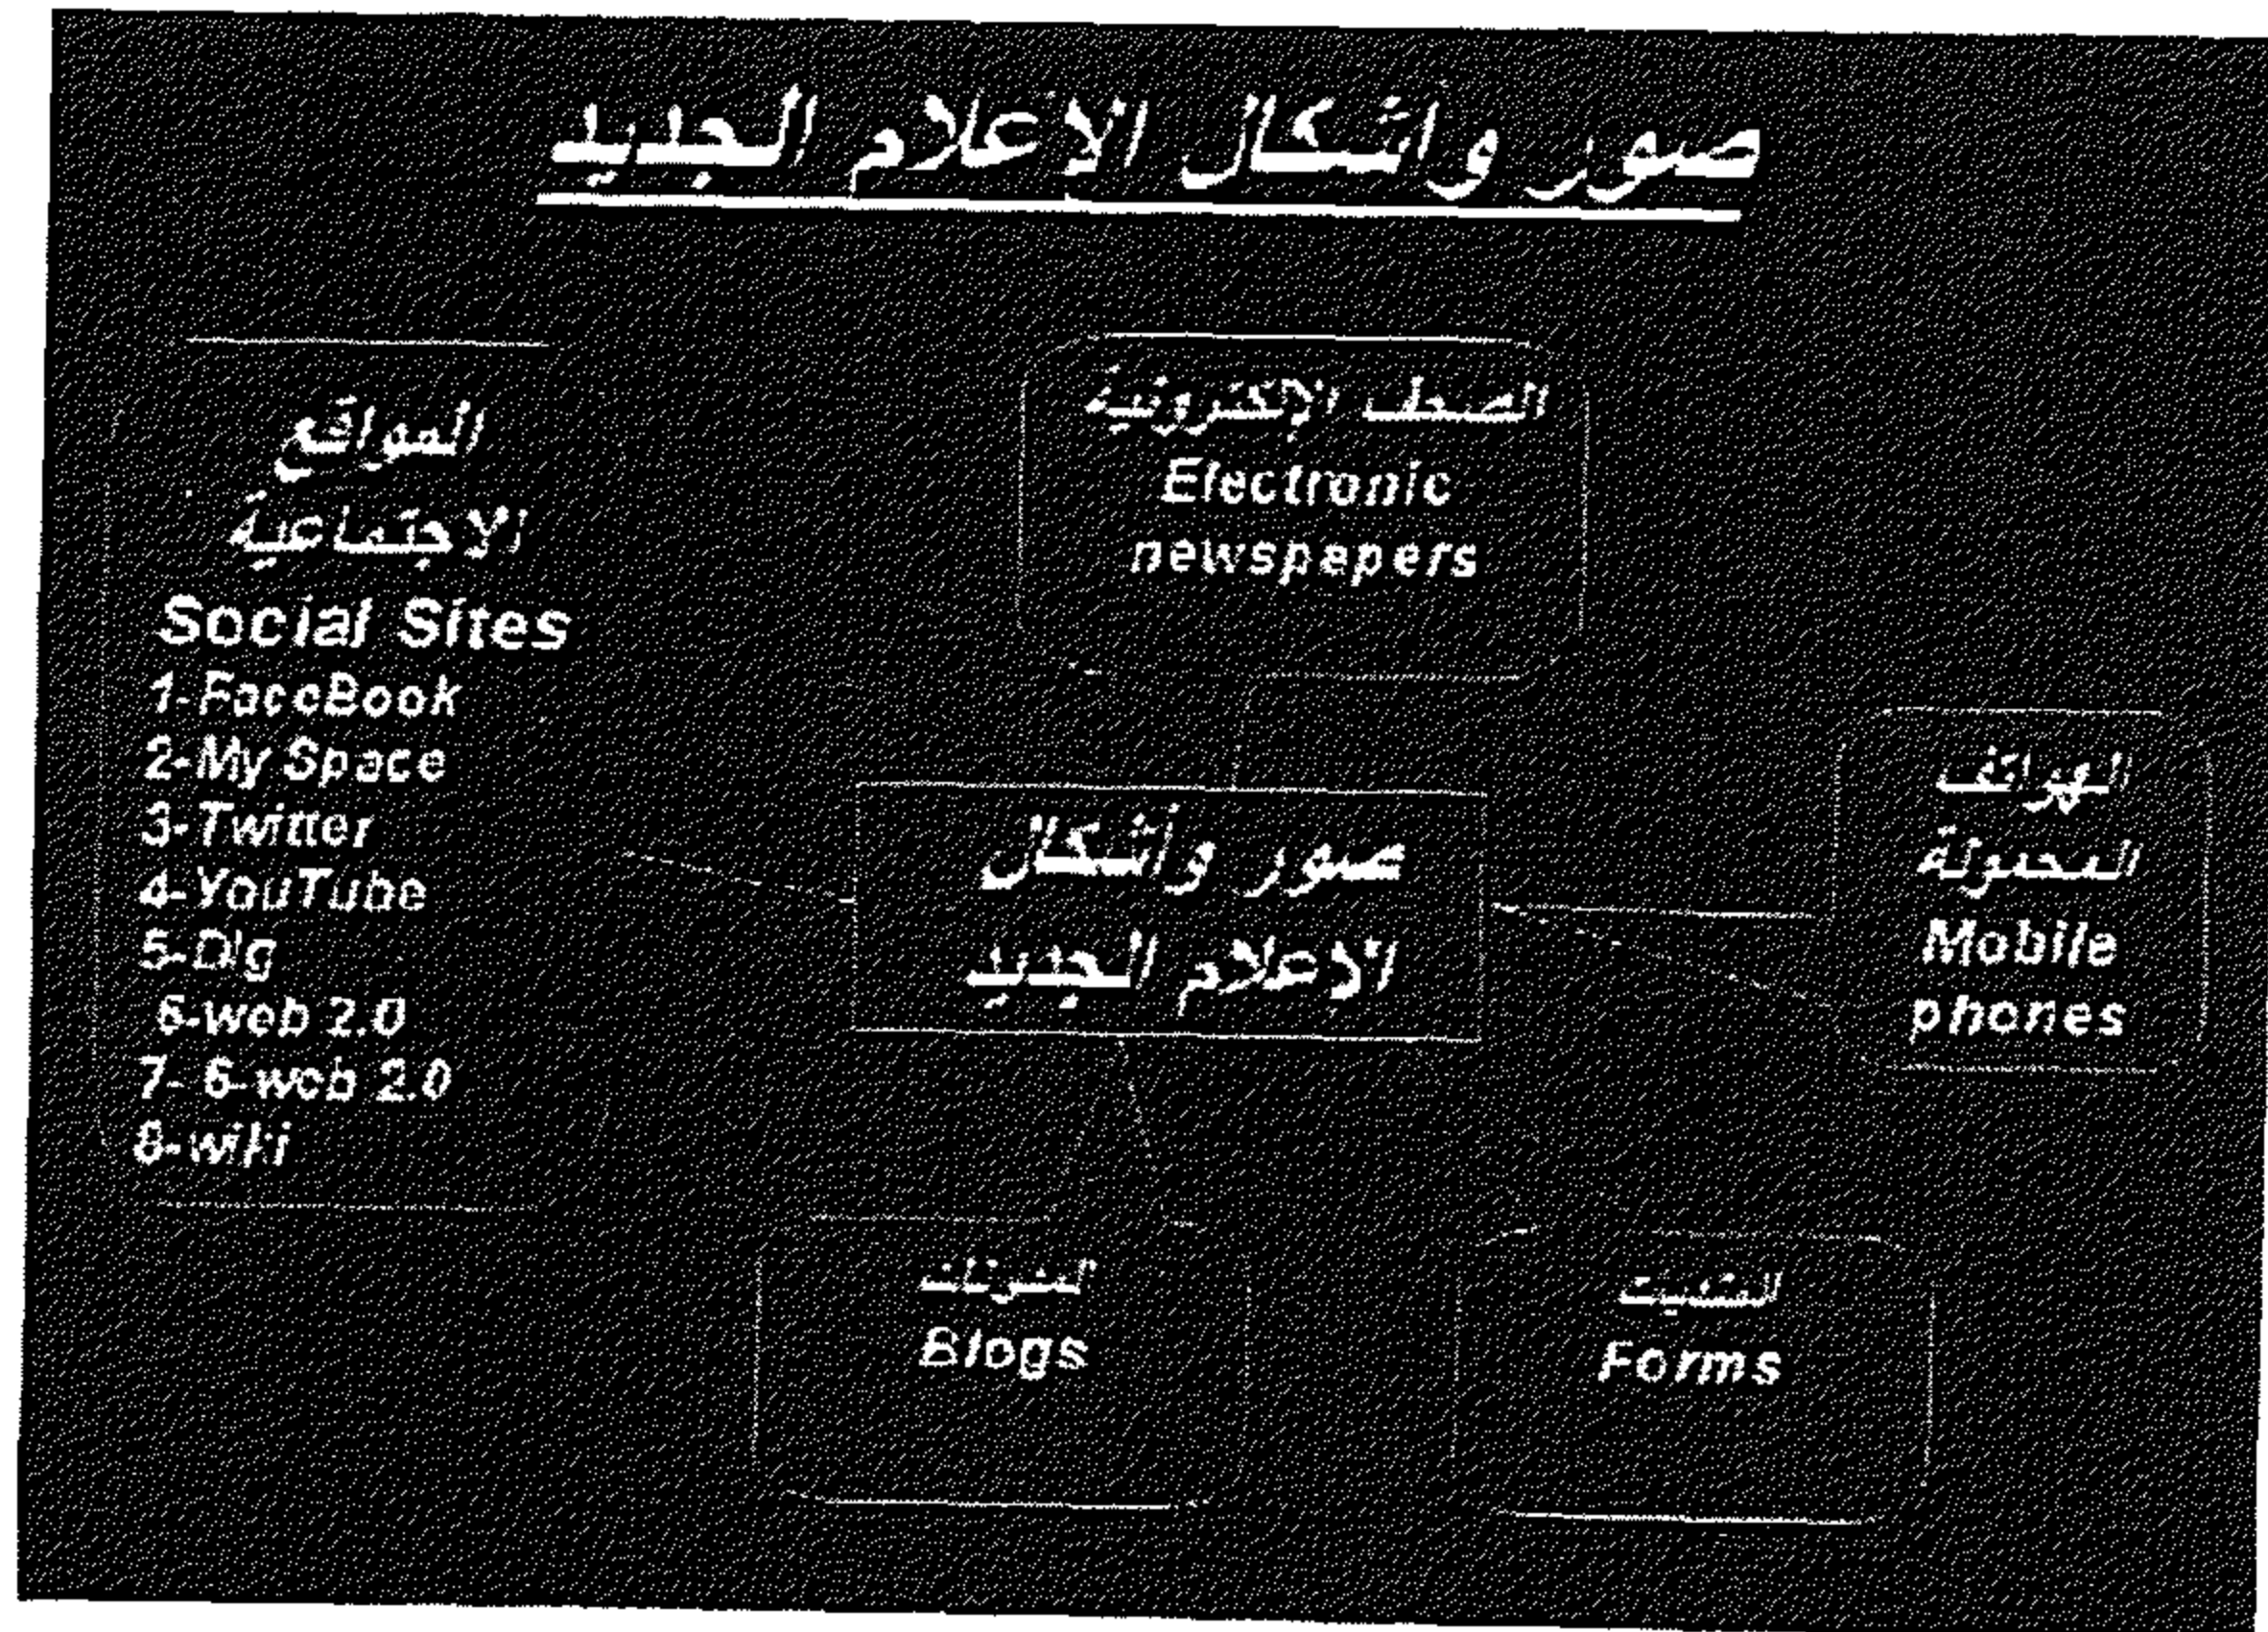 صور وأشكال الإعلام الجديد
الصحف الإلكترونية
Electronic
newspapers
المواقع
الاجتماعية
Social Sites
1-FaceBook
2-My Space
3-Twitter
4-YouTube
5-Dig
6-web 2.0
7- 6-web 2.0
8-wiki
صور وأشكال
الإعلام الجديد
الهواتف
المحمولة
Mobile
phones
المدونات
Blogs
Forms